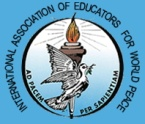 INTERNATIONAL ASSOCIATION OF EDUCATORS FOR WORLD PEACE
AD PACEM
PER SAPIENTIAM